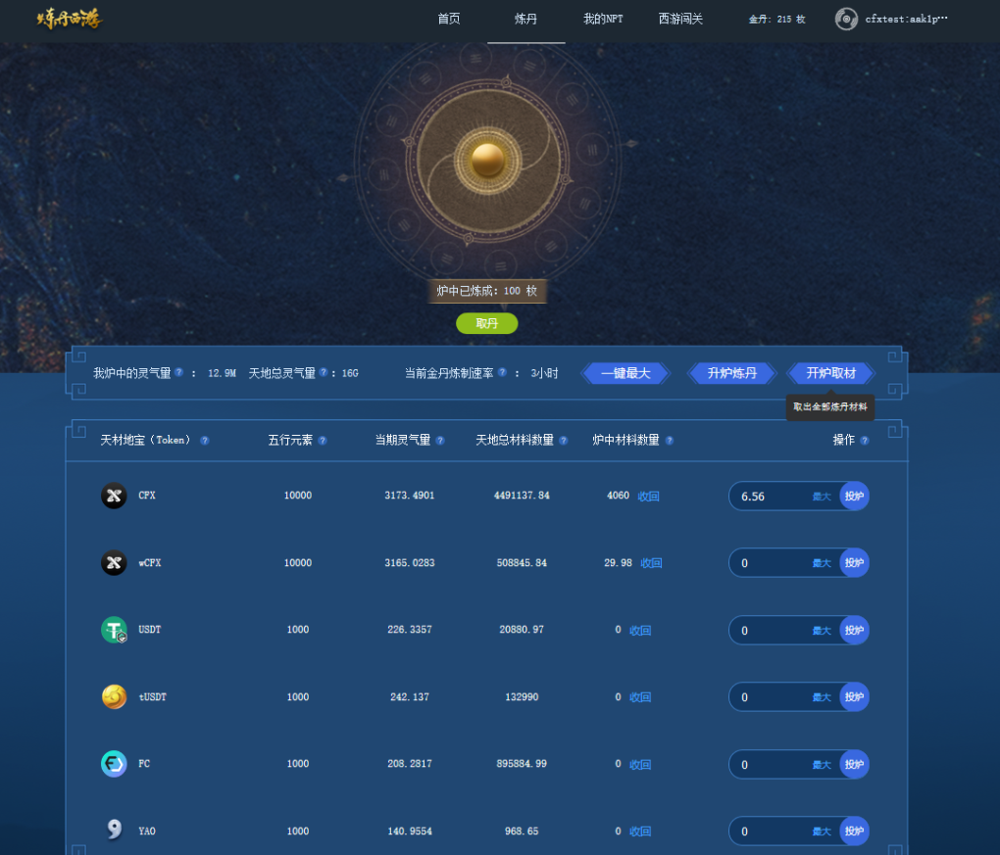 炼丹西游
首页 炼丹 我的NPT 西游闯关 金丹: 215 枚 cfxtest:aak1p···
炉中已炼成: 100 枚
取丹
我炉中的灵气量 ? : 12.9M 天地总灵气量 ? : 16G 当前金丹炼制速率 ? : 3小时 一键最大 升炉炼丹 开炉取材
取出全部炼丹材料
天材地宝 (Token) ? 五行元素 ? 当期灵气量 ? 天地总材料数量 ? 炉中材料数量 ? 操作 ?
CFX 10000 3173.4901 4491137.84 4060 收回 6.56 最大 投炉
wCFX 10000 3165.0283 508845.84 29.98 收回 0 最大 投炉
USDT 1000 226.3357 20880.97 0 收回 0 最大 投炉
tUSDT 1000 242.137 132990 0 收回 0 最大 投炉
FC 1000 208.2817 895884.99 0 收回 0 最大 投炉
YAO 1000 140.9554 968.65 0 收回 0 最大 投炉